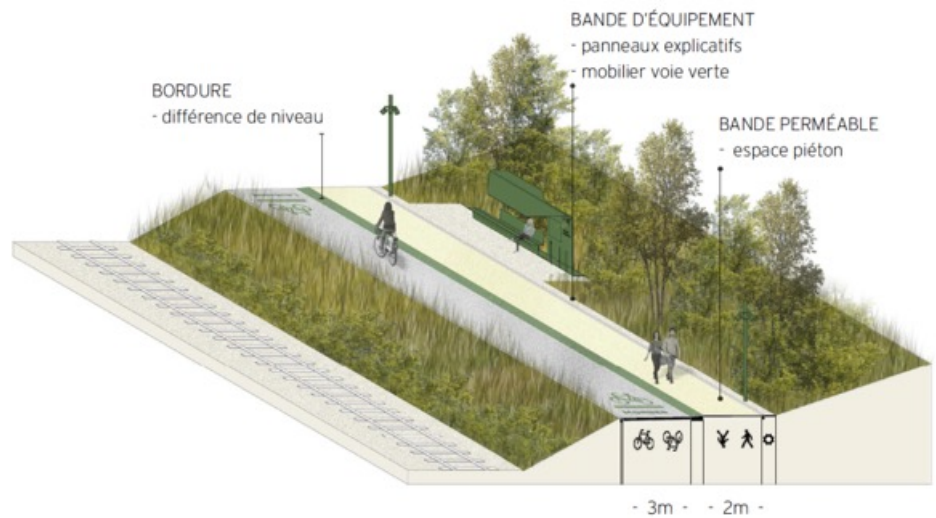 BANDE D'ÉQUIPEMENT
- panneaux explicatifs
- mobilier voie verte
BORDURE
- différence de niveau
BANDE PERMÉABLE
- espace piéton
- 3m - - 2m -